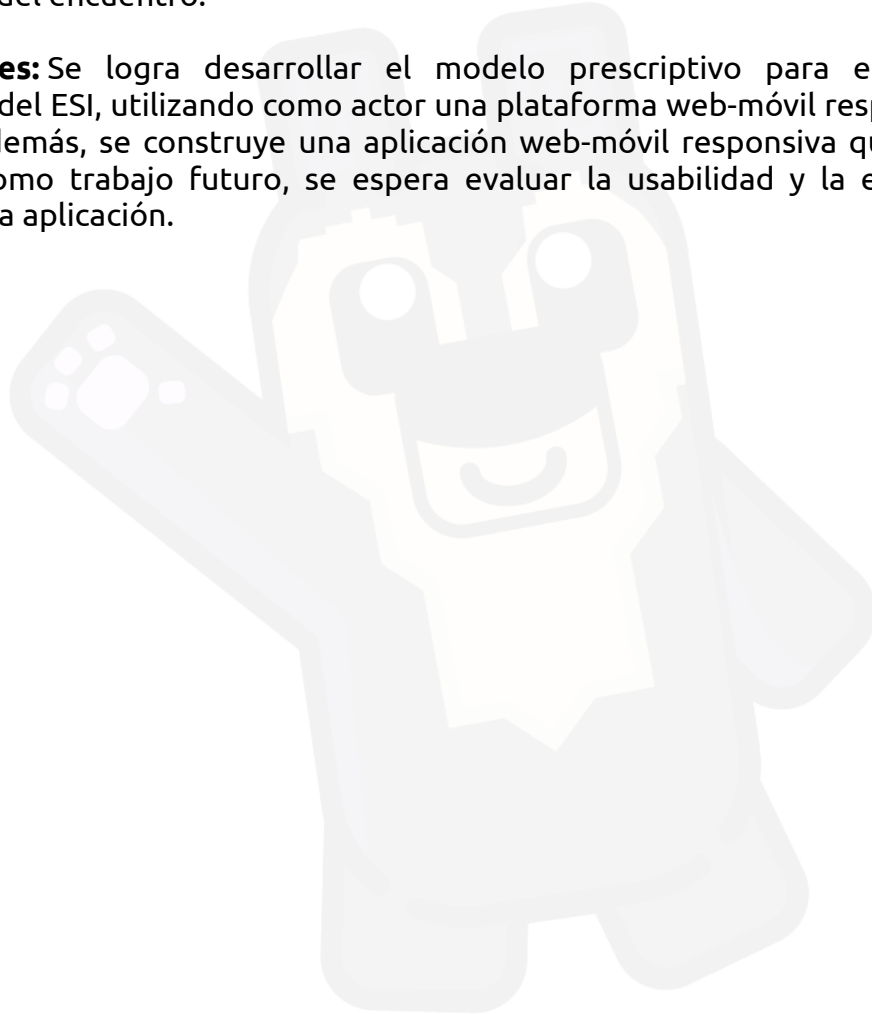 del encuentro.
es: Se logra desarrollar el modelo prescriptivo para e
del ESI, utilizando como actor una plataforma web-móvil resp
demás, se construye una aplicación web-móvil responsiva qu
omo trabajo futuro, se espera evaluar la usabilidad y la e
a aplicación.